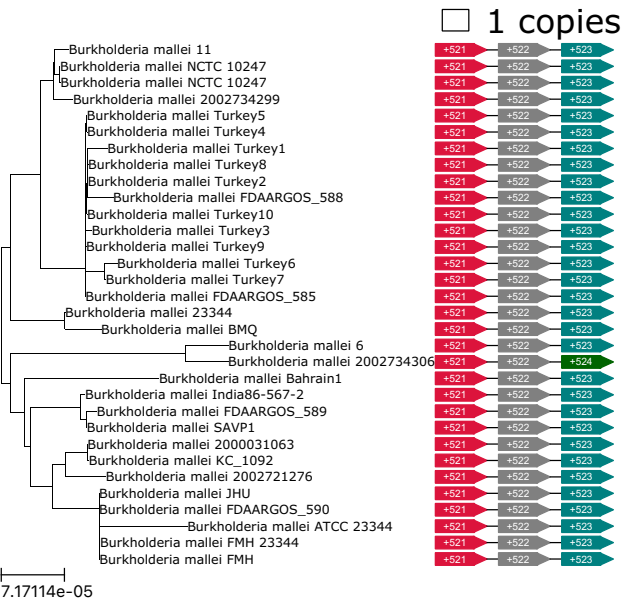 1 copies
Burkholderia mallei 11 +521 +522 +523
Burkholderia mallei NCTC 10247 +521 +522 +523
Burkholderia mallei NCTC 10247 +521 +522 +523
Burkholderia mallei 2002734299 +521 +522 +523
Burkholderia mallei Turkey5 +521 +522 +523
Burkholderia mallei Turkey4 +521 +522 +523
Burkholderia mallei Turkey1 +521 +522 +523
Burkholderia mallei Turkey8 +521 +522 +523
Burkholderia mallei Turkey2 +521 +522 +523
Burkholderia mallei FDAARGOS_588 +521 +522 +523
Burkholderia mallei Turkey10 +521 +522 +523
Burkholderia mallei Turkey3 +521 +522 +523
Burkholderia mallei Turkey9 +521 +522 +523
Burkholderia mallei Turkey6 +521 +522 +523
Burkholderia mallei Turkey7 +521 +522 +523
Burkholderia mallei FDAARGOS_585 +521 +522 +523
Burkholderia mallei 23344 +521 +522 +523
Burkholderia mallei BMQ +521 +522 +523
Burkholderia mallei 6 +521 +522 +523
Burkholderia mallei 2002734306 +521 +522 +524
Burkholderia mallei Bahrain1 +521 +522 +523
Burkholderia mallei India86-567-2 +521 +522 +523
Burkholderia mallei FDAARGOS_589 +521 +522 +523
Burkholderia mallei SAVP1 +521 +522 +523
Burkholderia mallei 2000031063 +521 +522 +523
Burkholderia mallei KC_1092 +521 +522 +523
Burkholderia mallei 2002721276 +521 +522 +523
Burkholderia mallei JHU +521 +522 +523
Burkholderia mallei FDAARGOS_590 +521 +522 +523
Burkholderia mallei ATCC 23344 +521 +522 +523
Burkholderia mallei FMH 23344 +521 +522 +523
Burkholderia mallei FMH +521 +522 +523
7.17114e-05